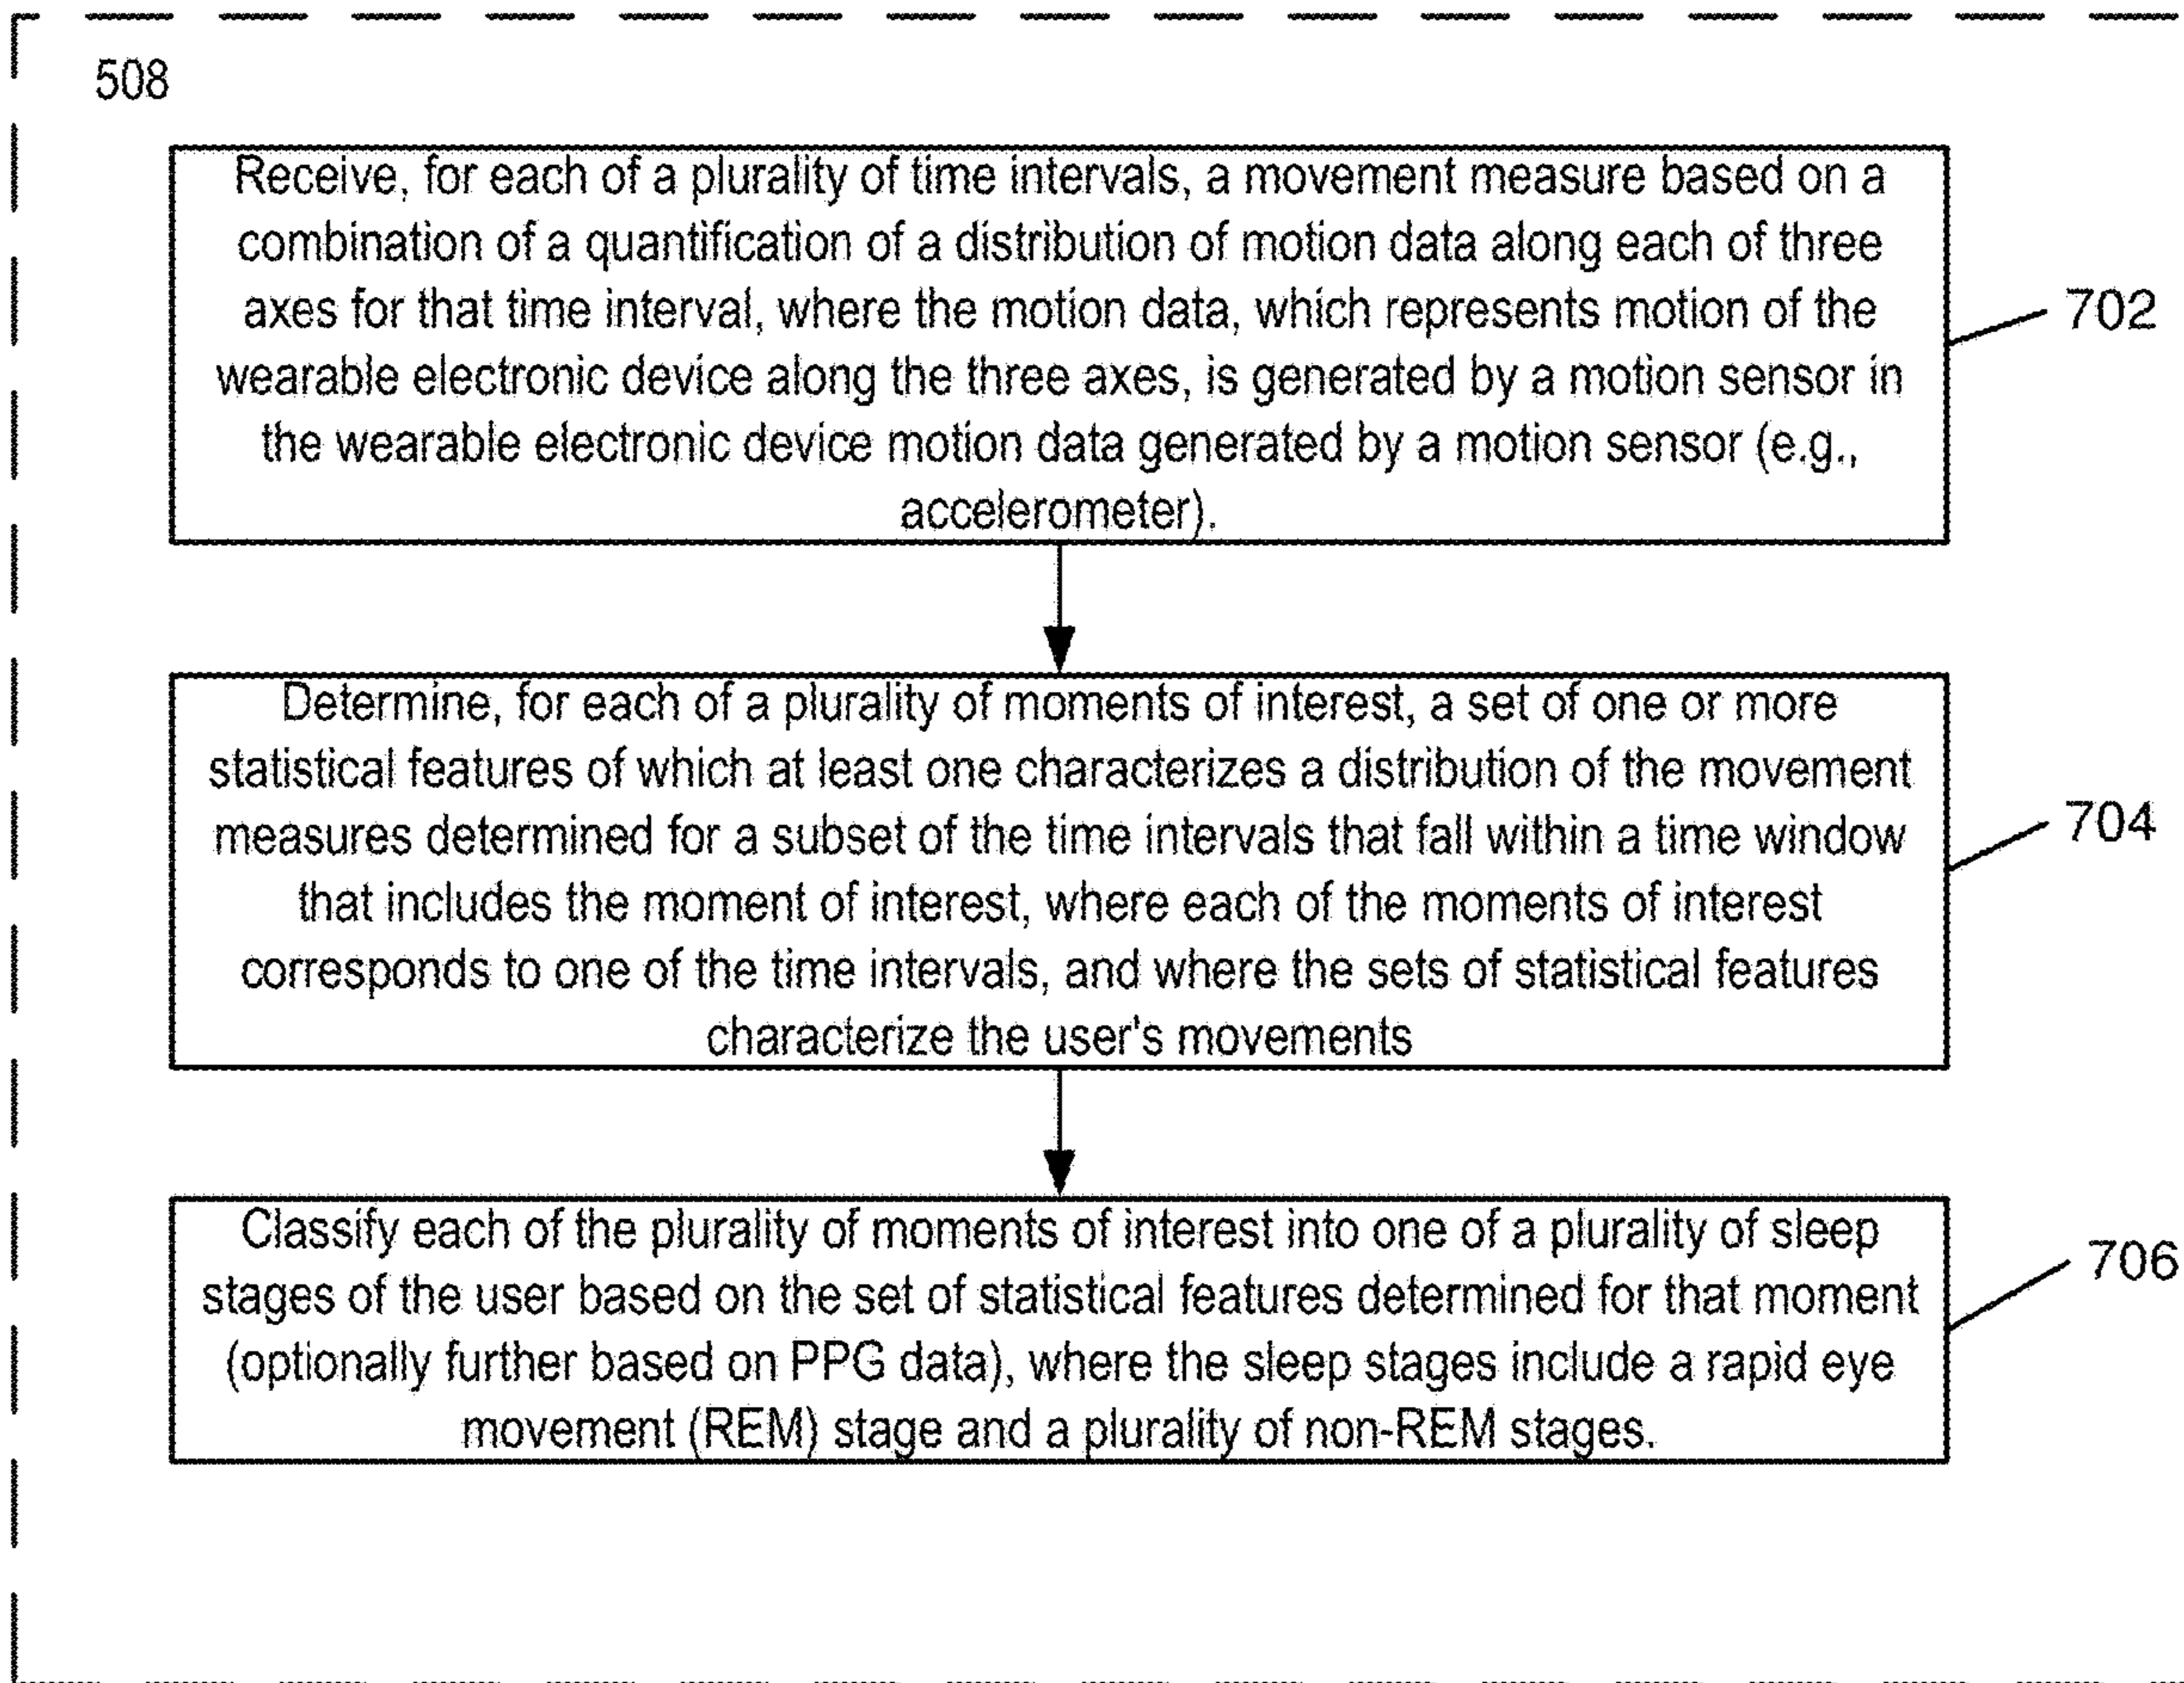 508
Receive, for each of a plurality of time intervals, a movement measure based on a
combination of a quantification of a distribution of motion data along each of three
axes for that time interval, where the motion data, which represents motion of the
wearable electronic device along the three axes, is generated by a motion sensor in
the wearable electronic device motion data generated by a motion sensor (e.g.,
accelerometer).
702
Determine, for each of a plurality of moments of interest, a set of one or more
statistical features of which at least one characterizes a distribution of the movement
measures determined for a subset of the time intervals that fall within a time window
that includes the moment of interest, where each of the moments of interest
corresponds to one of the time intervals, and where the sets of statistical features
characterize the user's movements
704
Classify each of the plurality of moments of interest into one of a plurality of sleep
stages of the user based on the set of statistical features determined for that moment
(optionally further based on PPG data), where the sleep stages include a rapid eye
movement (REM) stage and a plurality of non-REM stages.
706